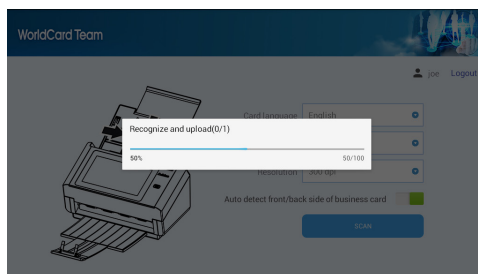 WorldCard Team
joe Logout
Card language English
Recognize and upload(0/1)
50% 50/100
Resolution 300 dpi
Auto detect front/back side of business card
SCAN